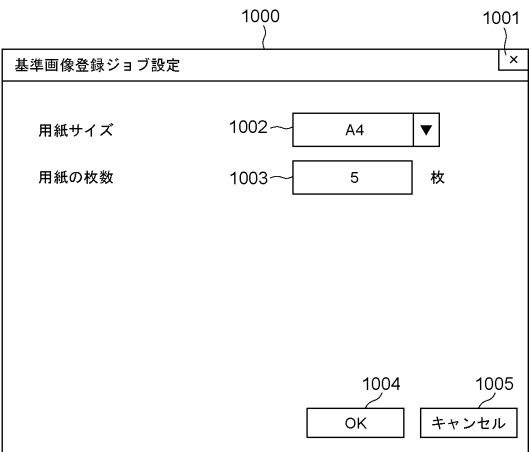 1000
1001
基準画像登録ジョブ設定
×
用紙サイズ
1002
A4
▼
用紙の枚数
1003
5
枚
1004
1005
OK
キャンセル